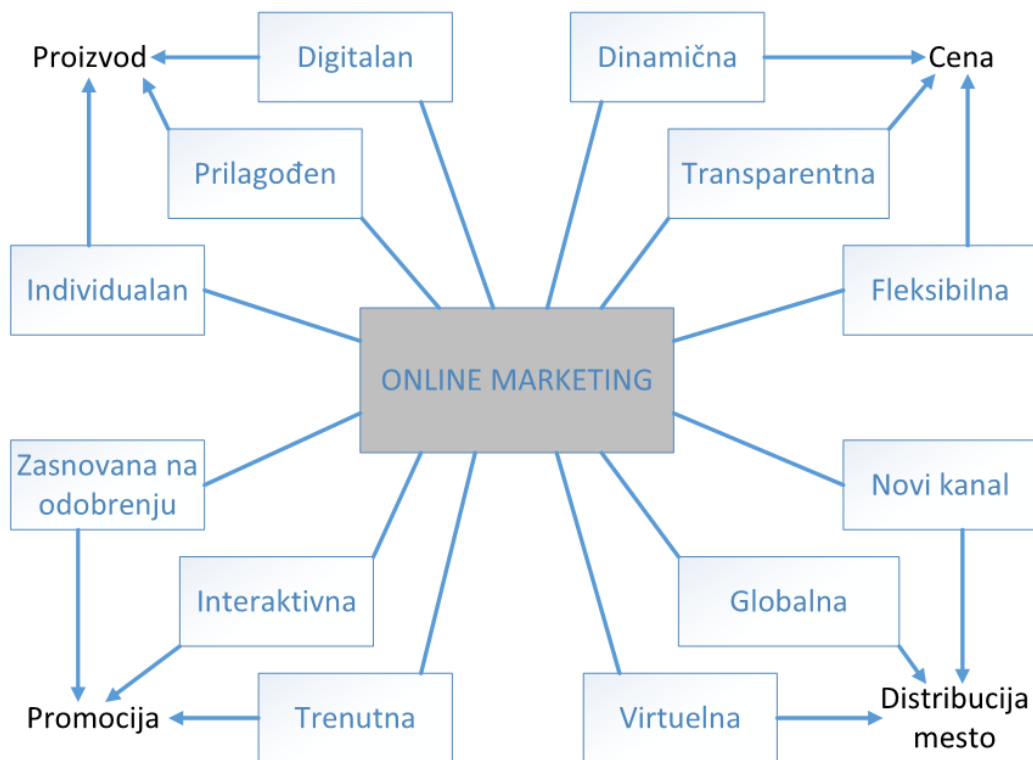 Proizvod
Digitalan
Dinamična
Cena
Prilagođen
Transparentna
Individualan
Fleksibilna
ONLINE MARKETING
Zasnovana na
odobrenju
Novi kanal
Interaktivna
Globalna
Promocija
Trenutna
Virtuelna
Distribucija
mesto